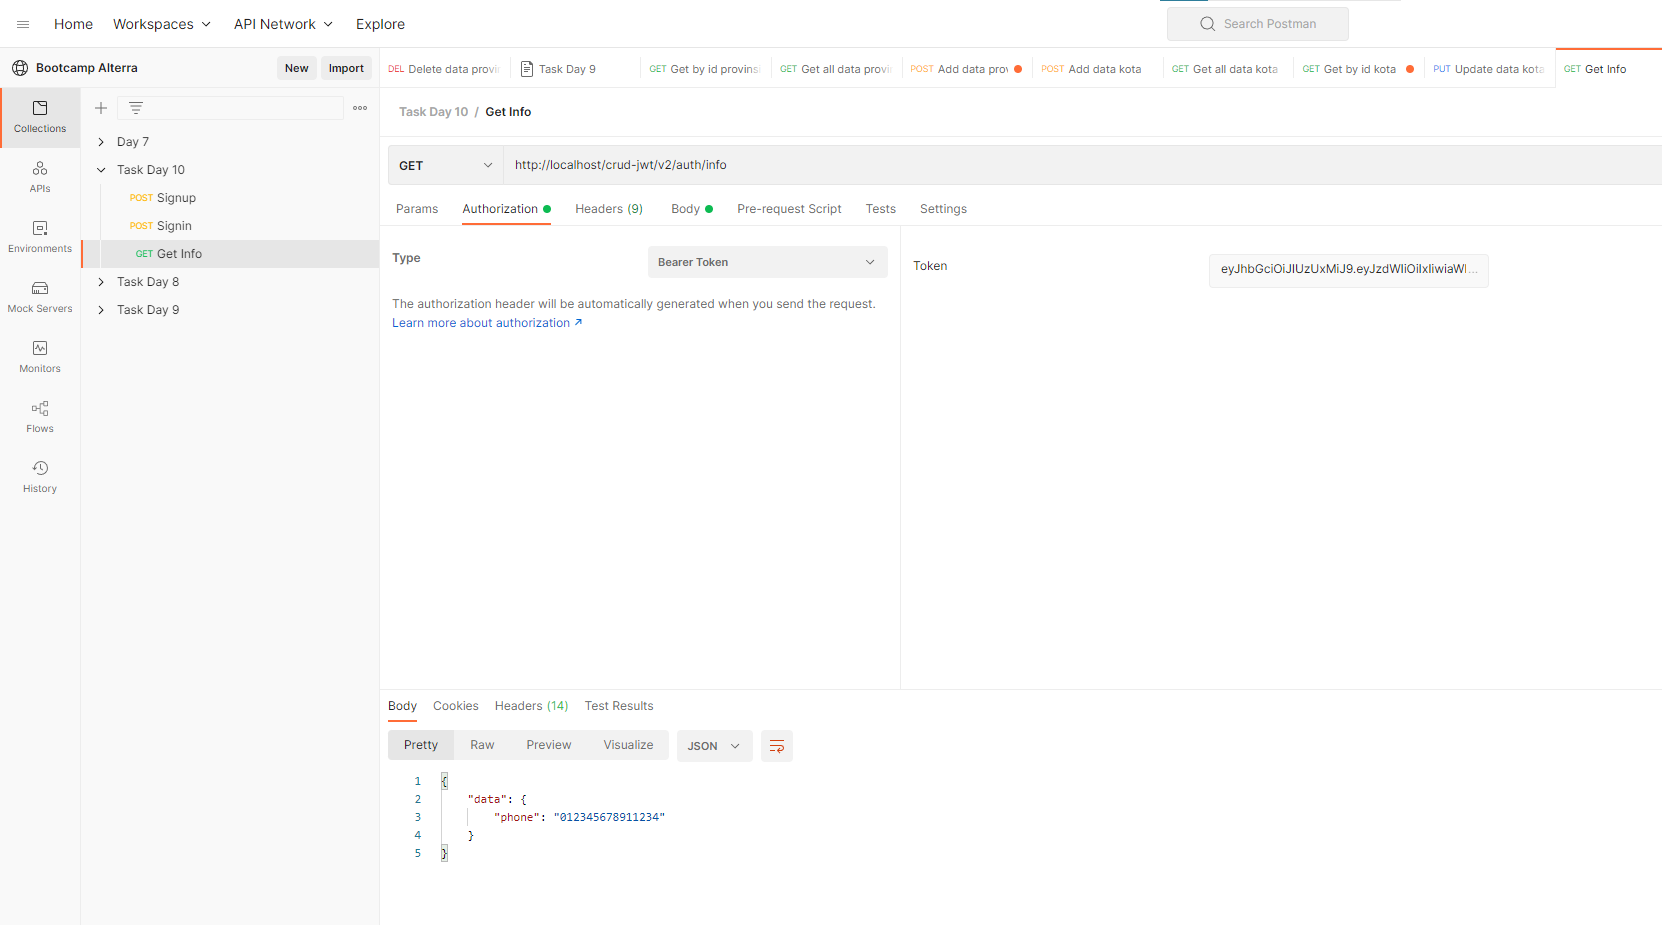 Home Workspaces API Network Explore Search Postman
Bootcamp Alterra New Import
DEL Delete data provin Task Day 9 GET Get by id provinsi GET Get all data provin POST Add data prov POST Add data kota GET Get all data kota GET Get by id kota PUT Update data kota GET Get Info
Collections
APIs
Environments
Mock Servers
Monitors
Flows
History
Day 7
Task Day 10
POST Signup
POST Signin
GET Get Info
Task Day 8
Task Day 9
Task Day 10 / Get Info
GET http://localhost/crud-jwt/v2/auth/info
Params Authorization Headers (9) Body Pre-request Script Tests Settings
Type Bearer Token
The authorization header will be automatically generated when you send the request.
Learn more about authorization ↗
Token
Body Cookies Headers (14) Test Results
Pretty Raw Preview Visualize JSON
1 {
2 "data": {
3 "phone": "012345678911234"
4 }
5 }